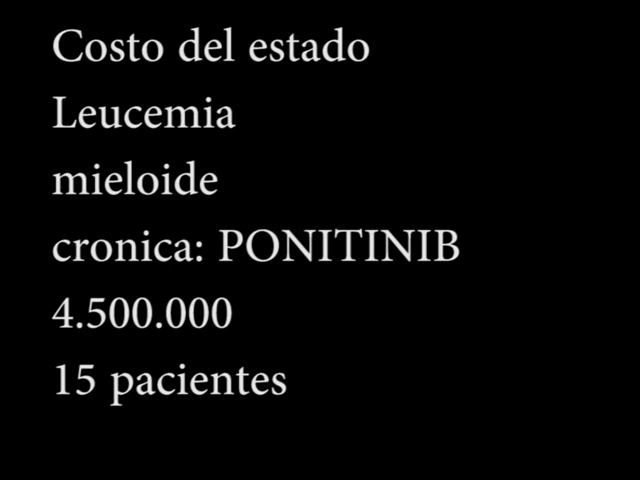 Costo del estado
Leucemia
mieloide
cronica: PONITINIB
4.500.000
15 pacientes